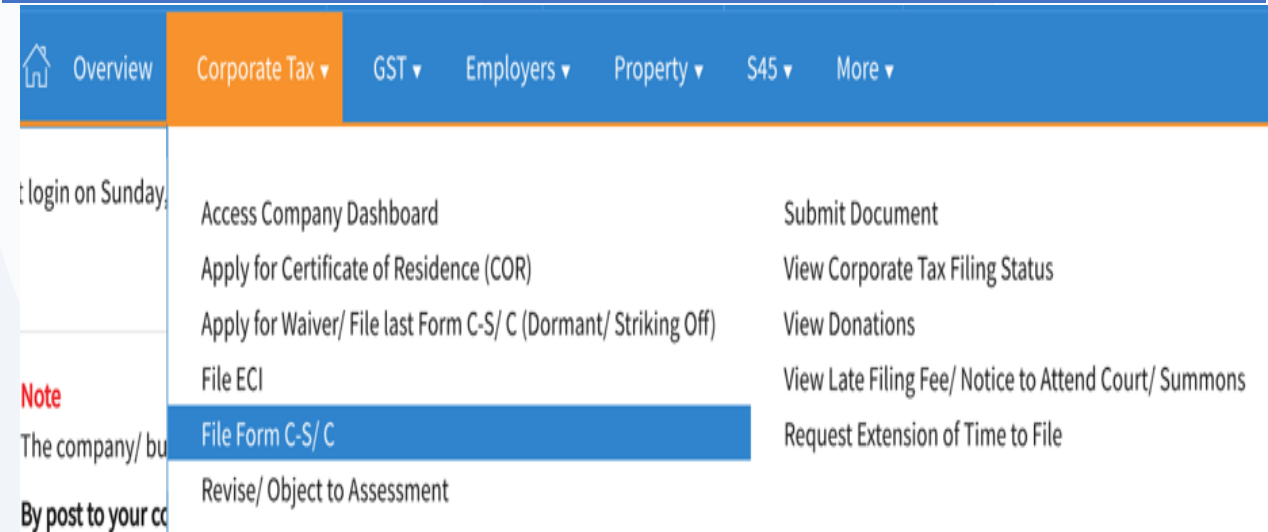 Overview Corporate Tax ▾ GST ▾ Employers ▾ Property ▾ S45 ▾ More ▾
login on Sunday,
Access Company Dashboard
Apply for Certificate of Residence (COR)
Apply for Waiver/ File last Form C-S/ C (Dormant/ Striking Off)
File ECI
File Form C-S/ C
Revise/ Object to Assessment
Submit Document
View Corporate Tax Filing Status
View Donations
View Late Filing Fee/ Notice to Attend Court/ Summons
Request Extension of Time to File
Note
The company/ bu
By post to your co